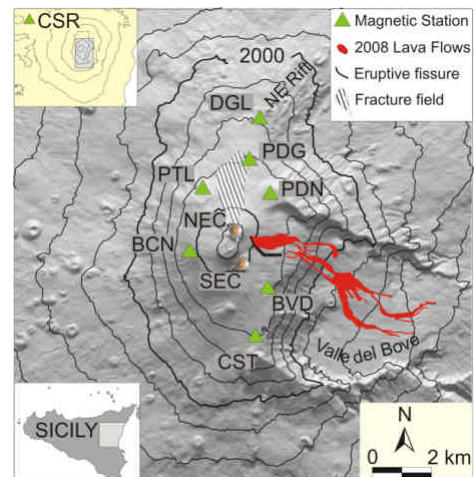 CSR
Magnetic Station
2008 Lava Flows
Eruptive fissure
Fracture field
2000
NE Rift
DGL
PDG
PTL
PDN
NEC
BCN
SEC
BVD
Valle del Bove
CST
SICILY
N
0 2 km